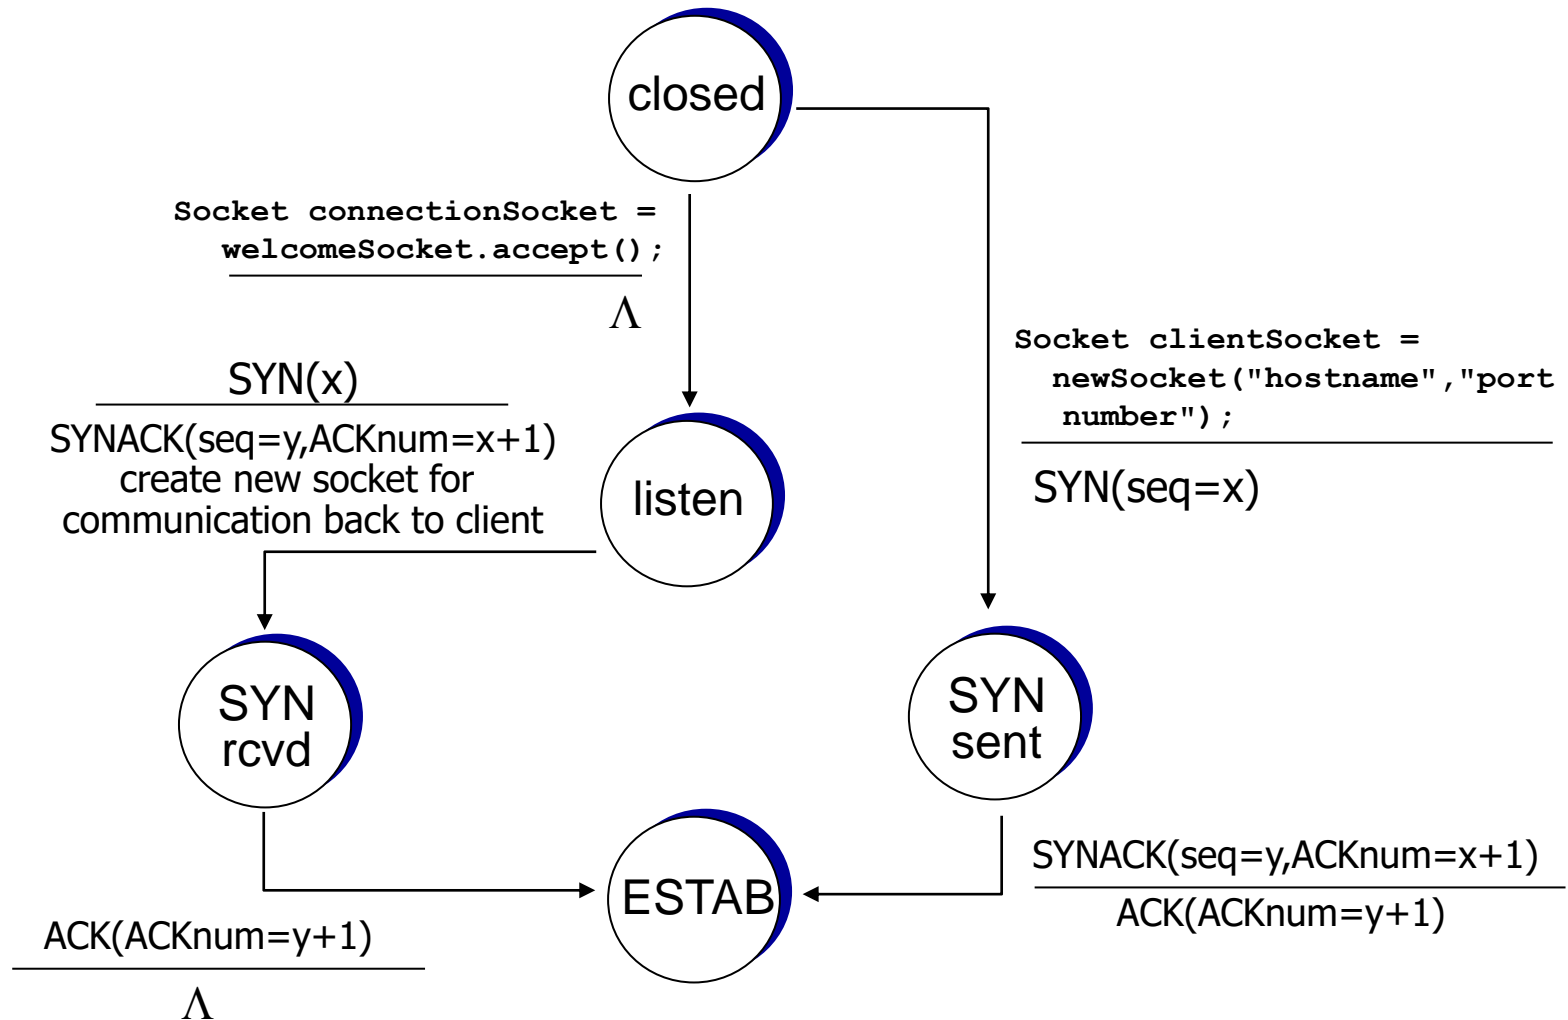 closed
Socket connectionSocket =
welcomeSocket.accept();
Λ
Socket clientSocket =
newSocket("hostname","port
number");
SYN(seq=x)
SYN(x)
SYNACK(seq=y,ACKnum=x+1)
create new socket for
communication back to client
listen
SYN
rcvd
SYN
sent
ESTAB
SYNACK(seq=y,ACKnum=x+1)
ACK(ACKnum=y+1)
ACK(ACKnum=y+1)
Λ